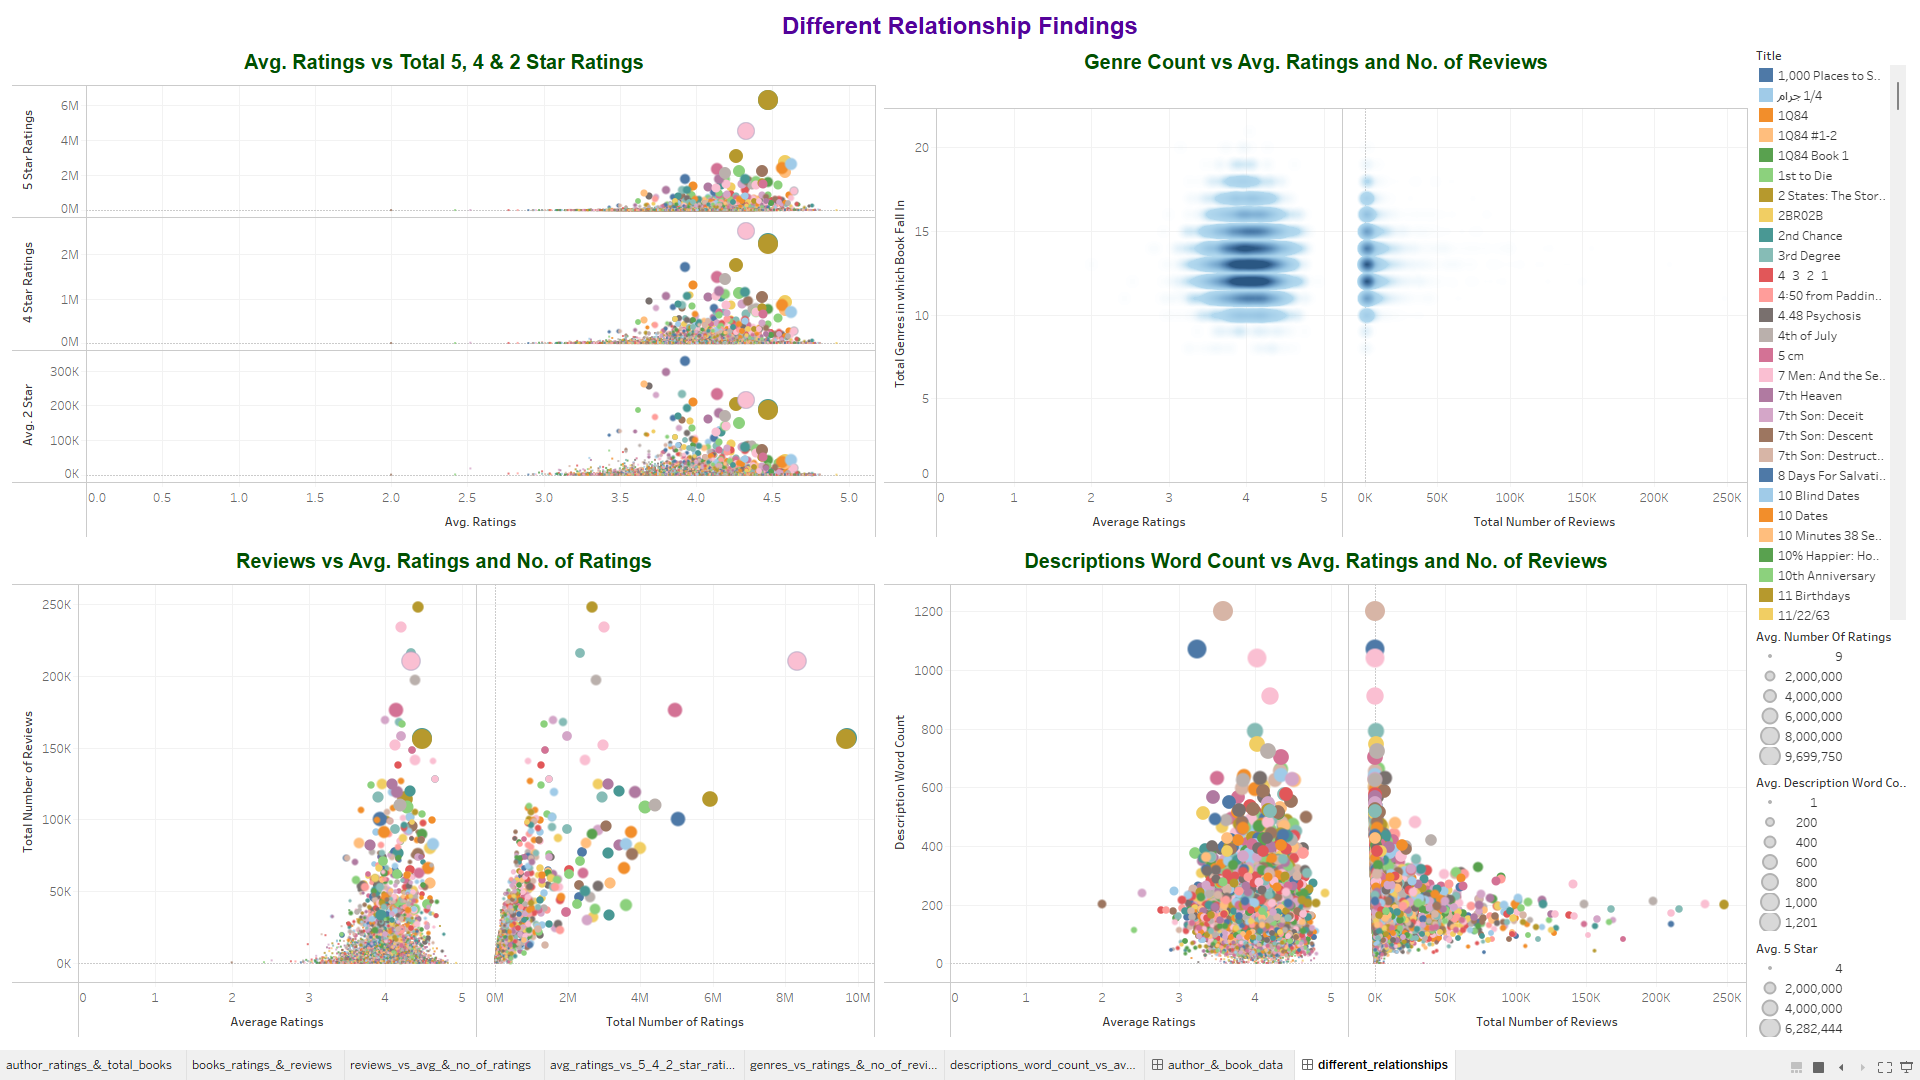 Different Relationship Findings
Avg. Ratings vs Total 5, 4 & 2 Star Ratings
5 Star Ratings
6M
4M
2M
0M
4 Star Ratings
2M
1M
0M
Avg. 2 Star
300K
200K
100K
0K
0.0 0.5 1.0 1.5 2.0 2.5 3.0 3.5 4.0 4.5 5.0
Avg. Ratings
Genre Count vs Avg. Ratings and No. of Reviews
Total Genres in which Book Fall In
20
15
10
5
0
0 1 2 3 4 5 0K 50K 100K 150K 200K 250K
Average Ratings Total Number of Reviews
Reviews vs Avg. Ratings and No. of Ratings
Total Number of Reviews
250K
200K
150K
100K
50K
0K
0 1 2 3 4 5 0M 2M 4M 6M 8M 10M
Average Ratings Total Number of Ratings
Descriptions Word Count vs Avg. Ratings and No. of Reviews
Description Word Count
1200
1000
800
600
400
200
0
0 1 2 3 4 5 0K 50K 100K 150K 200K 250K
Average Ratings Total Number of Reviews
Title
1,000 Places to S..
1/4 جرام
1Q84
1Q84 #1-2
1Q84 Book 1
1st to Die
2 States: The Stor..
2BR02B
2nd Chance
3rd Degree
4 3 2 1
4:50 from Paddin..
4.48 Psychosis
4th of July
5 cm
7 Men: And the Se..
7th Heaven
7th Son: Deceit
7th Son: Descent
7th Son: Destruct..
8 Days For Salvati..
10 Blind Dates
10 Dates
10 Minutes 38 Se..
10% Happier: Ho..
10th Anniversary
11 Birthdays
11/22/63
Avg. Number Of Ratings
9
2,000,000
4,000,000
6,000,000
8,000,000
9,699,750
Avg. Description Word Co..
1
200
400
600
800
1,000
1,201
Avg. 5 Star
4
2,000,000
4,000,000
6,282,444
author_ratings_&_total_books books_ratings_&_reviews reviews_vs_avg_&_no_of_ratings avg_ratings_vs_5_4_2_star_rati... genres_vs_ratings_&_no_of_revi... descriptions_word_count_vs_av... author_&_book_data different_relationships